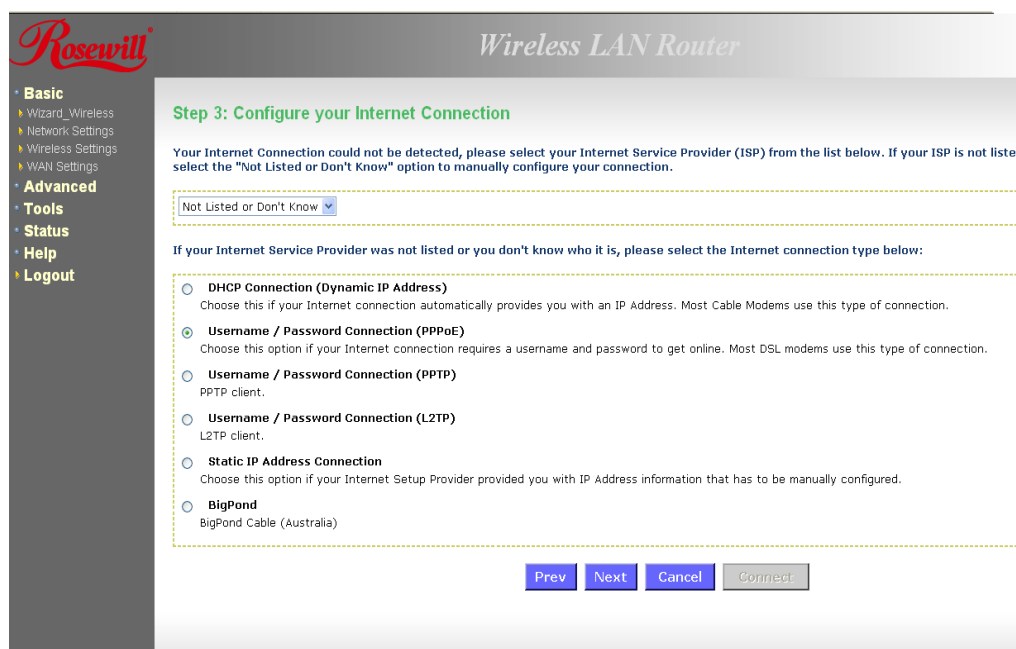 Rosewill
Wireless LAN Router
Basic
Wizard_Wireless
Network Settings
Wireless Settings
WAN Settings
Advanced
Tools
Status
Help
Logout
Step 3: Configure your Internet Connection
Your Internet Connection could not be detected, please select your Internet Service Provider (ISP) from the list below. If your ISP is not liste
select the "Not Listed or Don't Know" option to manually configure your connection.
Not Listed or Don't Know
If your Internet Service Provider was not listed or you don't know who it is, please select the Internet connection type below:
DHCP Connection (Dynamic IP Address)
Choose this if your Internet connection automatically provides you with an IP Address. Most Cable Modems use this type of connection.
Username / Password Connection (PPPoE)
Choose this option if your Internet connection requires a username and password to get online. Most DSL modems use this type of connection.
Username / Password Connection (PPTP)
PPTP client.
Username / Password Connection (L2TP)
L2TP client.
Static IP Address Connection
Choose this option if your Internet Setup Provider provided you with IP Address information that has to be manually configured.
BigPond
BigPond Cable (Australia)
Prev Next Cancel Connect